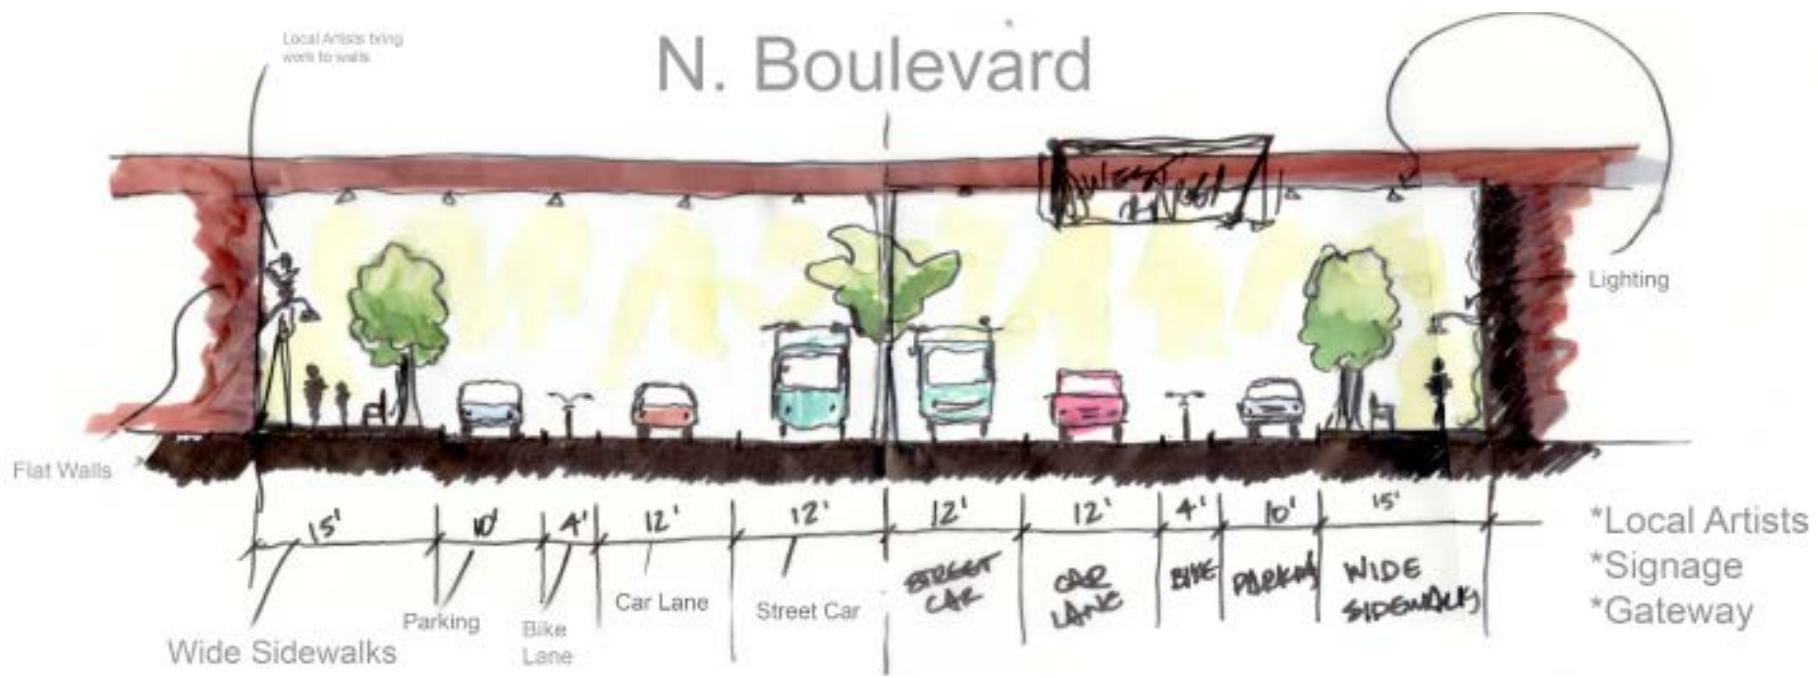 N. Boulevard
Local Artists bring
work to walls
WEST
Lighting
Flat Walls
15'
10'
4'
12'
12'
12'
12'
4'
10'
15'
Wide Sidewalks
Parking
Bike
Lane
Car Lane
Street Car
STREET
CAR
CAR
LANE
BIKE
PARKING
WIDE
SIDEWALKS
*Local Artists
*Signage
*Gateway